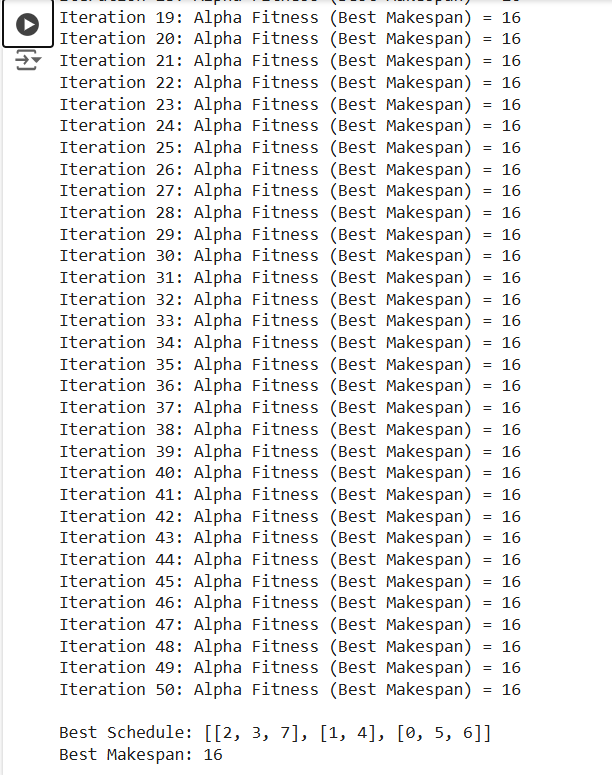 Iteration 19: Alpha Fitness (Best Makespan) = 16
Iteration 20: Alpha Fitness (Best Makespan) = 16
Iteration 21: Alpha Fitness (Best Makespan) = 16
Iteration 22: Alpha Fitness (Best Makespan) = 16
Iteration 23: Alpha Fitness (Best Makespan) = 16
Iteration 24: Alpha Fitness (Best Makespan) = 16
Iteration 25: Alpha Fitness (Best Makespan) = 16
Iteration 26: Alpha Fitness (Best Makespan) = 16
Iteration 27: Alpha Fitness (Best Makespan) = 16
Iteration 28: Alpha Fitness (Best Makespan) = 16
Iteration 29: Alpha Fitness (Best Makespan) = 16
Iteration 30: Alpha Fitness (Best Makespan) = 16
Iteration 31: Alpha Fitness (Best Makespan) = 16
Iteration 32: Alpha Fitness (Best Makespan) = 16
Iteration 33: Alpha Fitness (Best Makespan) = 16
Iteration 34: Alpha Fitness (Best Makespan) = 16
Iteration 35: Alpha Fitness (Best Makespan) = 16
Iteration 36: Alpha Fitness (Best Makespan) = 16
Iteration 37: Alpha Fitness (Best Makespan) = 16
Iteration 38: Alpha Fitness (Best Makespan) = 16
Iteration 39: Alpha Fitness (Best Makespan) = 16
Iteration 40: Alpha Fitness (Best Makespan) = 16
Iteration 41: Alpha Fitness (Best Makespan) = 16
Iteration 42: Alpha Fitness (Best Makespan) = 16
Iteration 43: Alpha Fitness (Best Makespan) = 16
Iteration 44: Alpha Fitness (Best Makespan) = 16
Iteration 45: Alpha Fitness (Best Makespan) = 16
Iteration 46: Alpha Fitness (Best Makespan) = 16
Iteration 47: Alpha Fitness (Best Makespan) = 16
Iteration 48: Alpha Fitness (Best Makespan) = 16
Iteration 49: Alpha Fitness (Best Makespan) = 16
Iteration 50: Alpha Fitness (Best Makespan) = 16
Best Schedule: [[2, 3, 7], [1, 4], [0, 5, 6]]
Best Makespan: 16